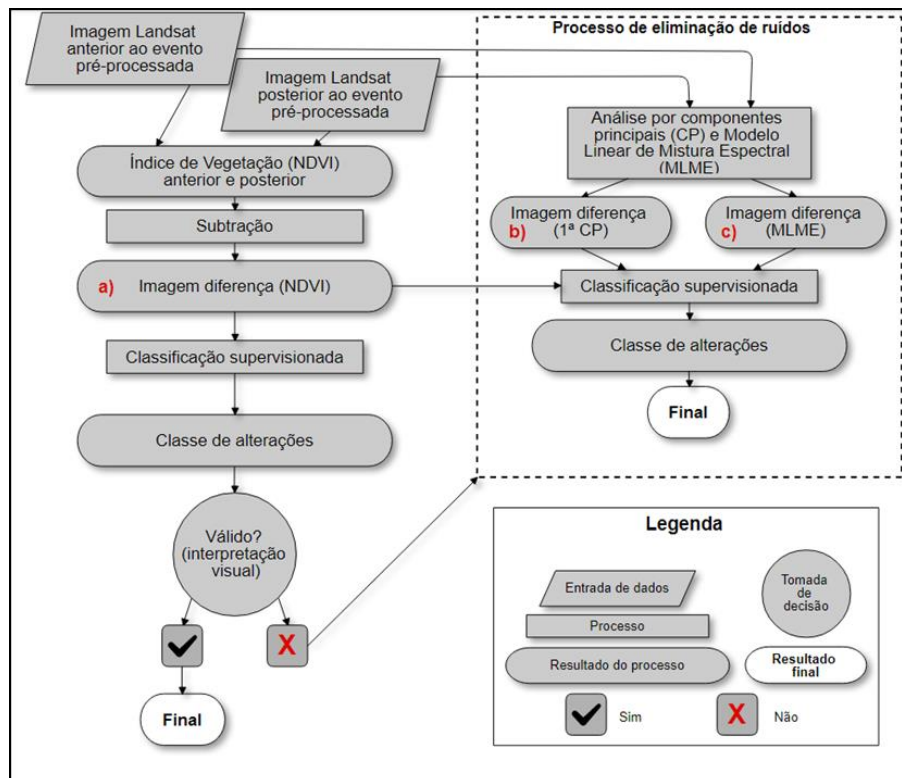 Imagem Landsat
anterior ao evento
pré-processada
Imagem Landsat
posterior ao evento
pré-processada
Índice de Vegetação (NDVI)
anterior e posterior
Subtração
a) Imagem diferença (NDVI)
Classificação supervisionada
Classe de alterações
Válido?
(interpretação
visual)
X
Final
Processo de eliminação de ruídos
Análise por componentes
principais (CP) e Modelo
Linear de Mistura Espectral
(MLME)
Imagem diferença
b) (1ª CP)
Imagem diferença
c) (MLME)
Classificação supervisionada
Classe de alterações
Final
Legenda
Entrada de dados
Processo
Resultado do processo
Tomada
de
decisão
Resultado
final
Sim
X Não